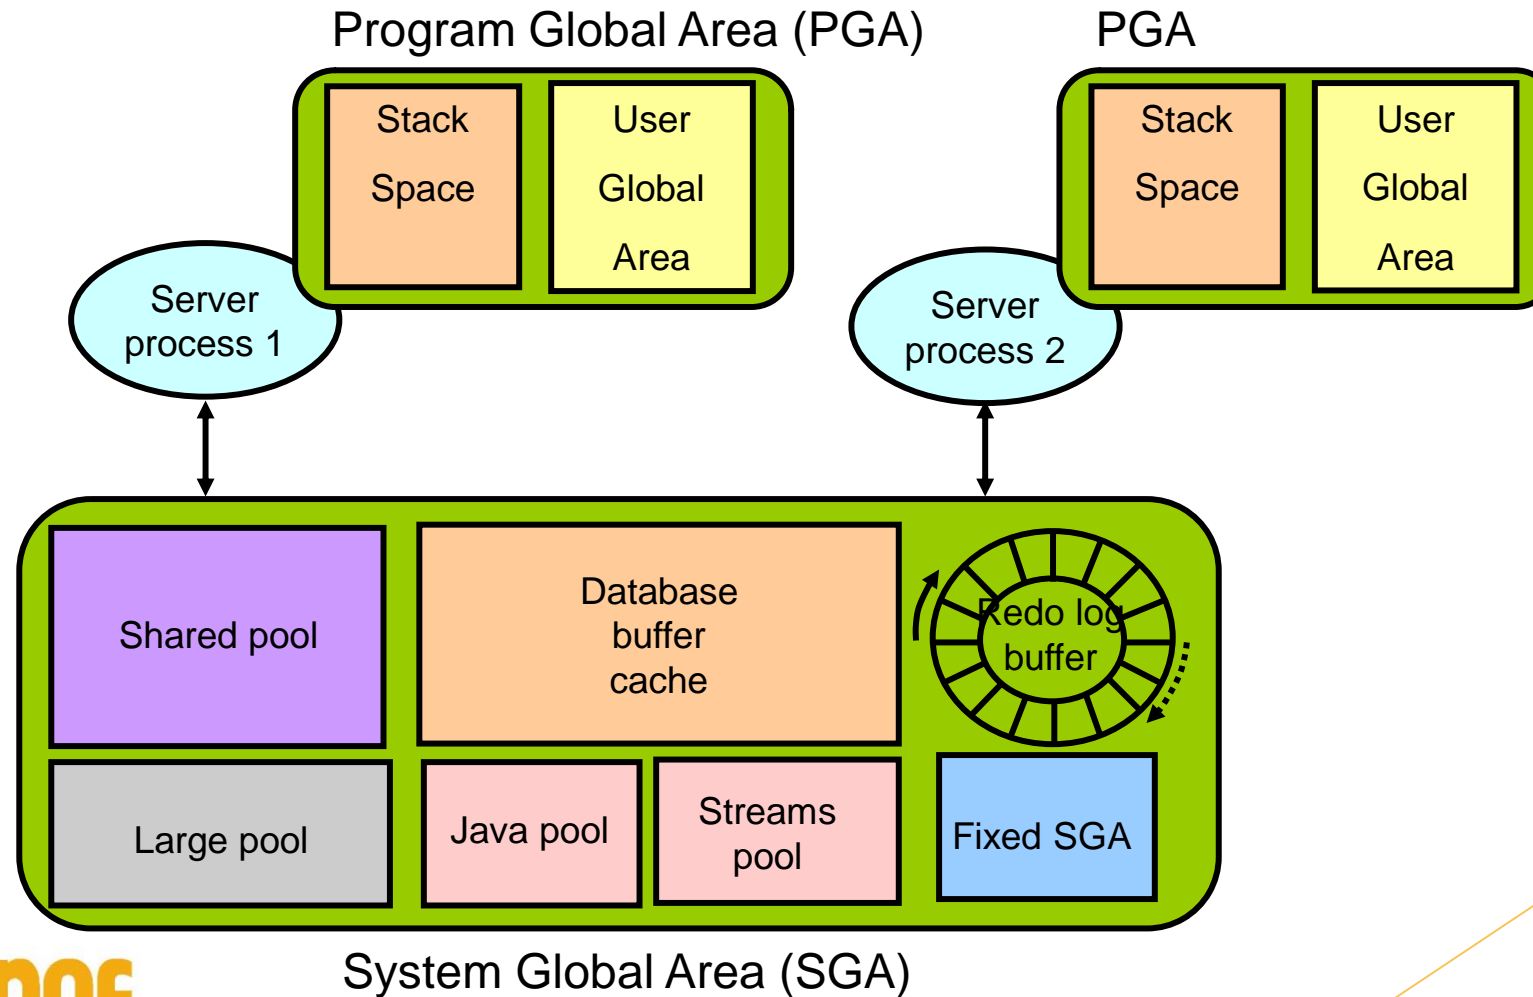 Program Global Area (PGA)
PGA
Stack
Space
User
Global
Area
Stack
Space
User
Global
Area
Server
process 1
Server
process 2
Shared pool
Database
buffer
cache
Redo log
buffer
Large pool
Java pool
Streams
pool
Fixed SGA
System Global Area (SGA)